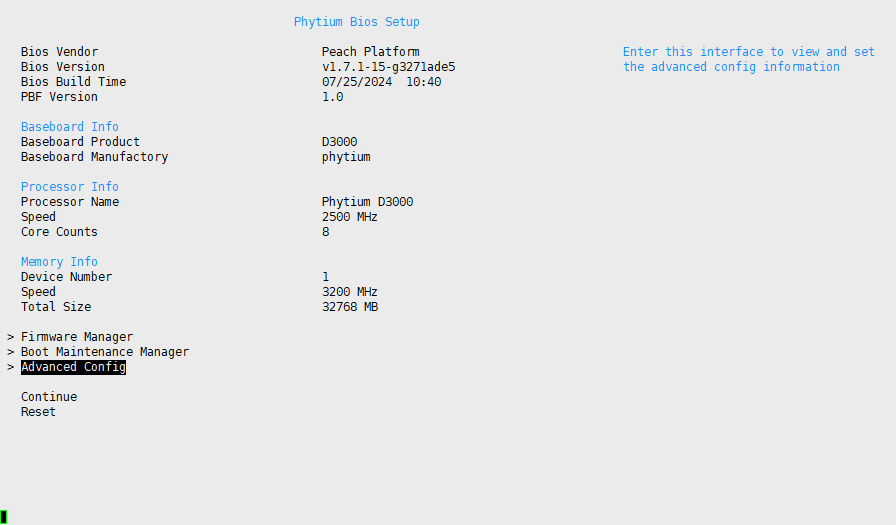 Phytium Bios Setup
Bios Vendor Peach Platform Enter this interface to view and set
Bios Version v1.7.1-15-g3271ade5 the advanced config information
Bios Build Time 07/25/2024 10:40
PBF Version 1.0
Baseboard Info
Baseboard Product D3000
Baseboard Manufactory phytium
Processor Info
Processor Name Phytium D3000
Speed 2500 MHz
Core Counts 8
Memory Info
Device Number 1
Speed 3200 MHz
Total Size 32768 MB
> Firmware Manager
> Boot Maintenance Manager
> Advanced Config
Continue
Reset